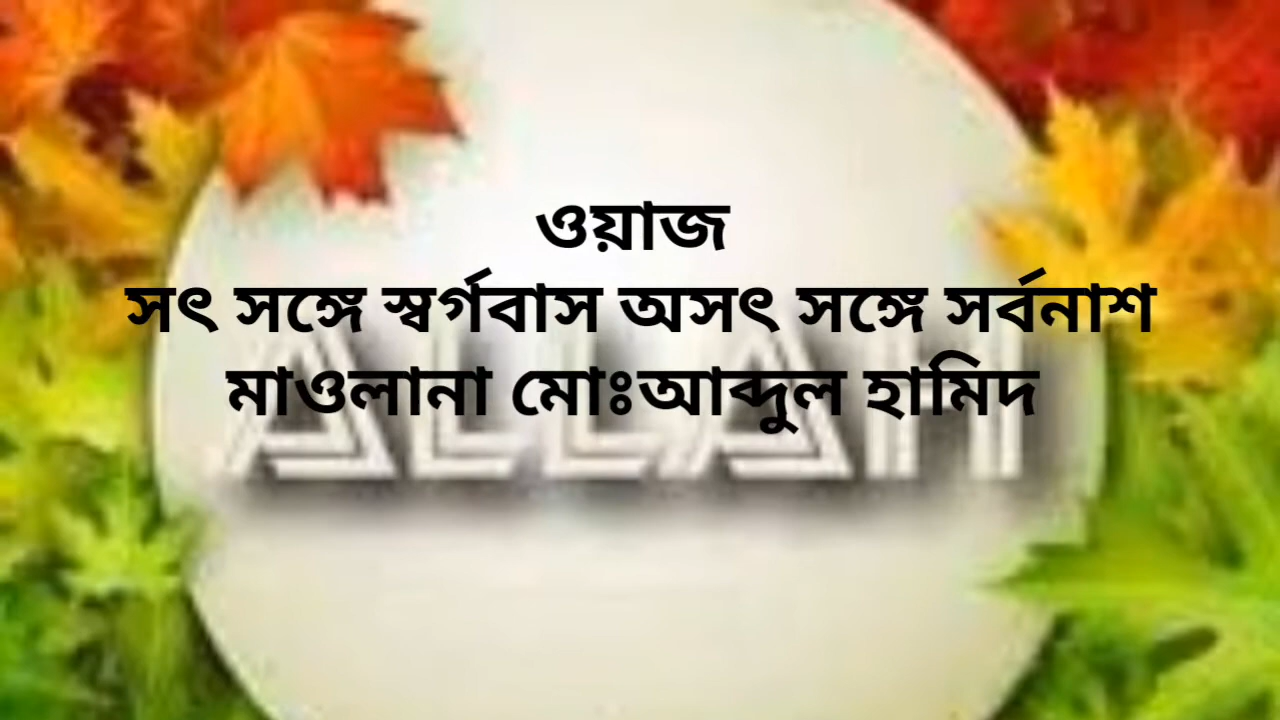 ওয়াজ
সৎ সঙ্গে স্বর্গবাস অসৎ সঙ্গে সর্বনাশ
মাওলানা মোঃআব্দুল হামিদ
ALLAH